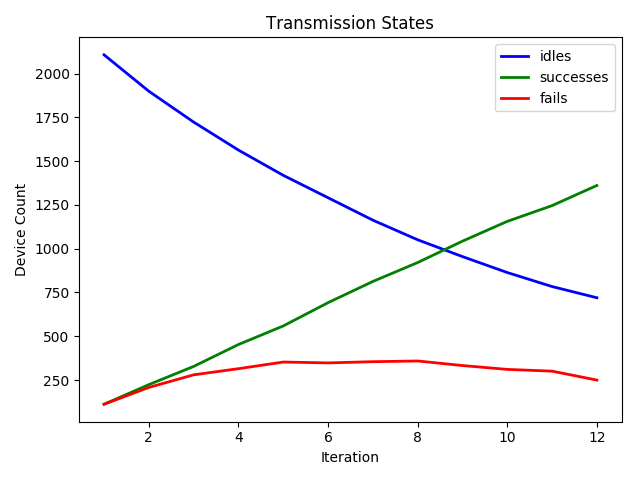 Transmission States
idles
successes
fails
Device Count
2000
1750
1500
1250
1000
750
500
250
2 4 6 8 10 12
Iteration